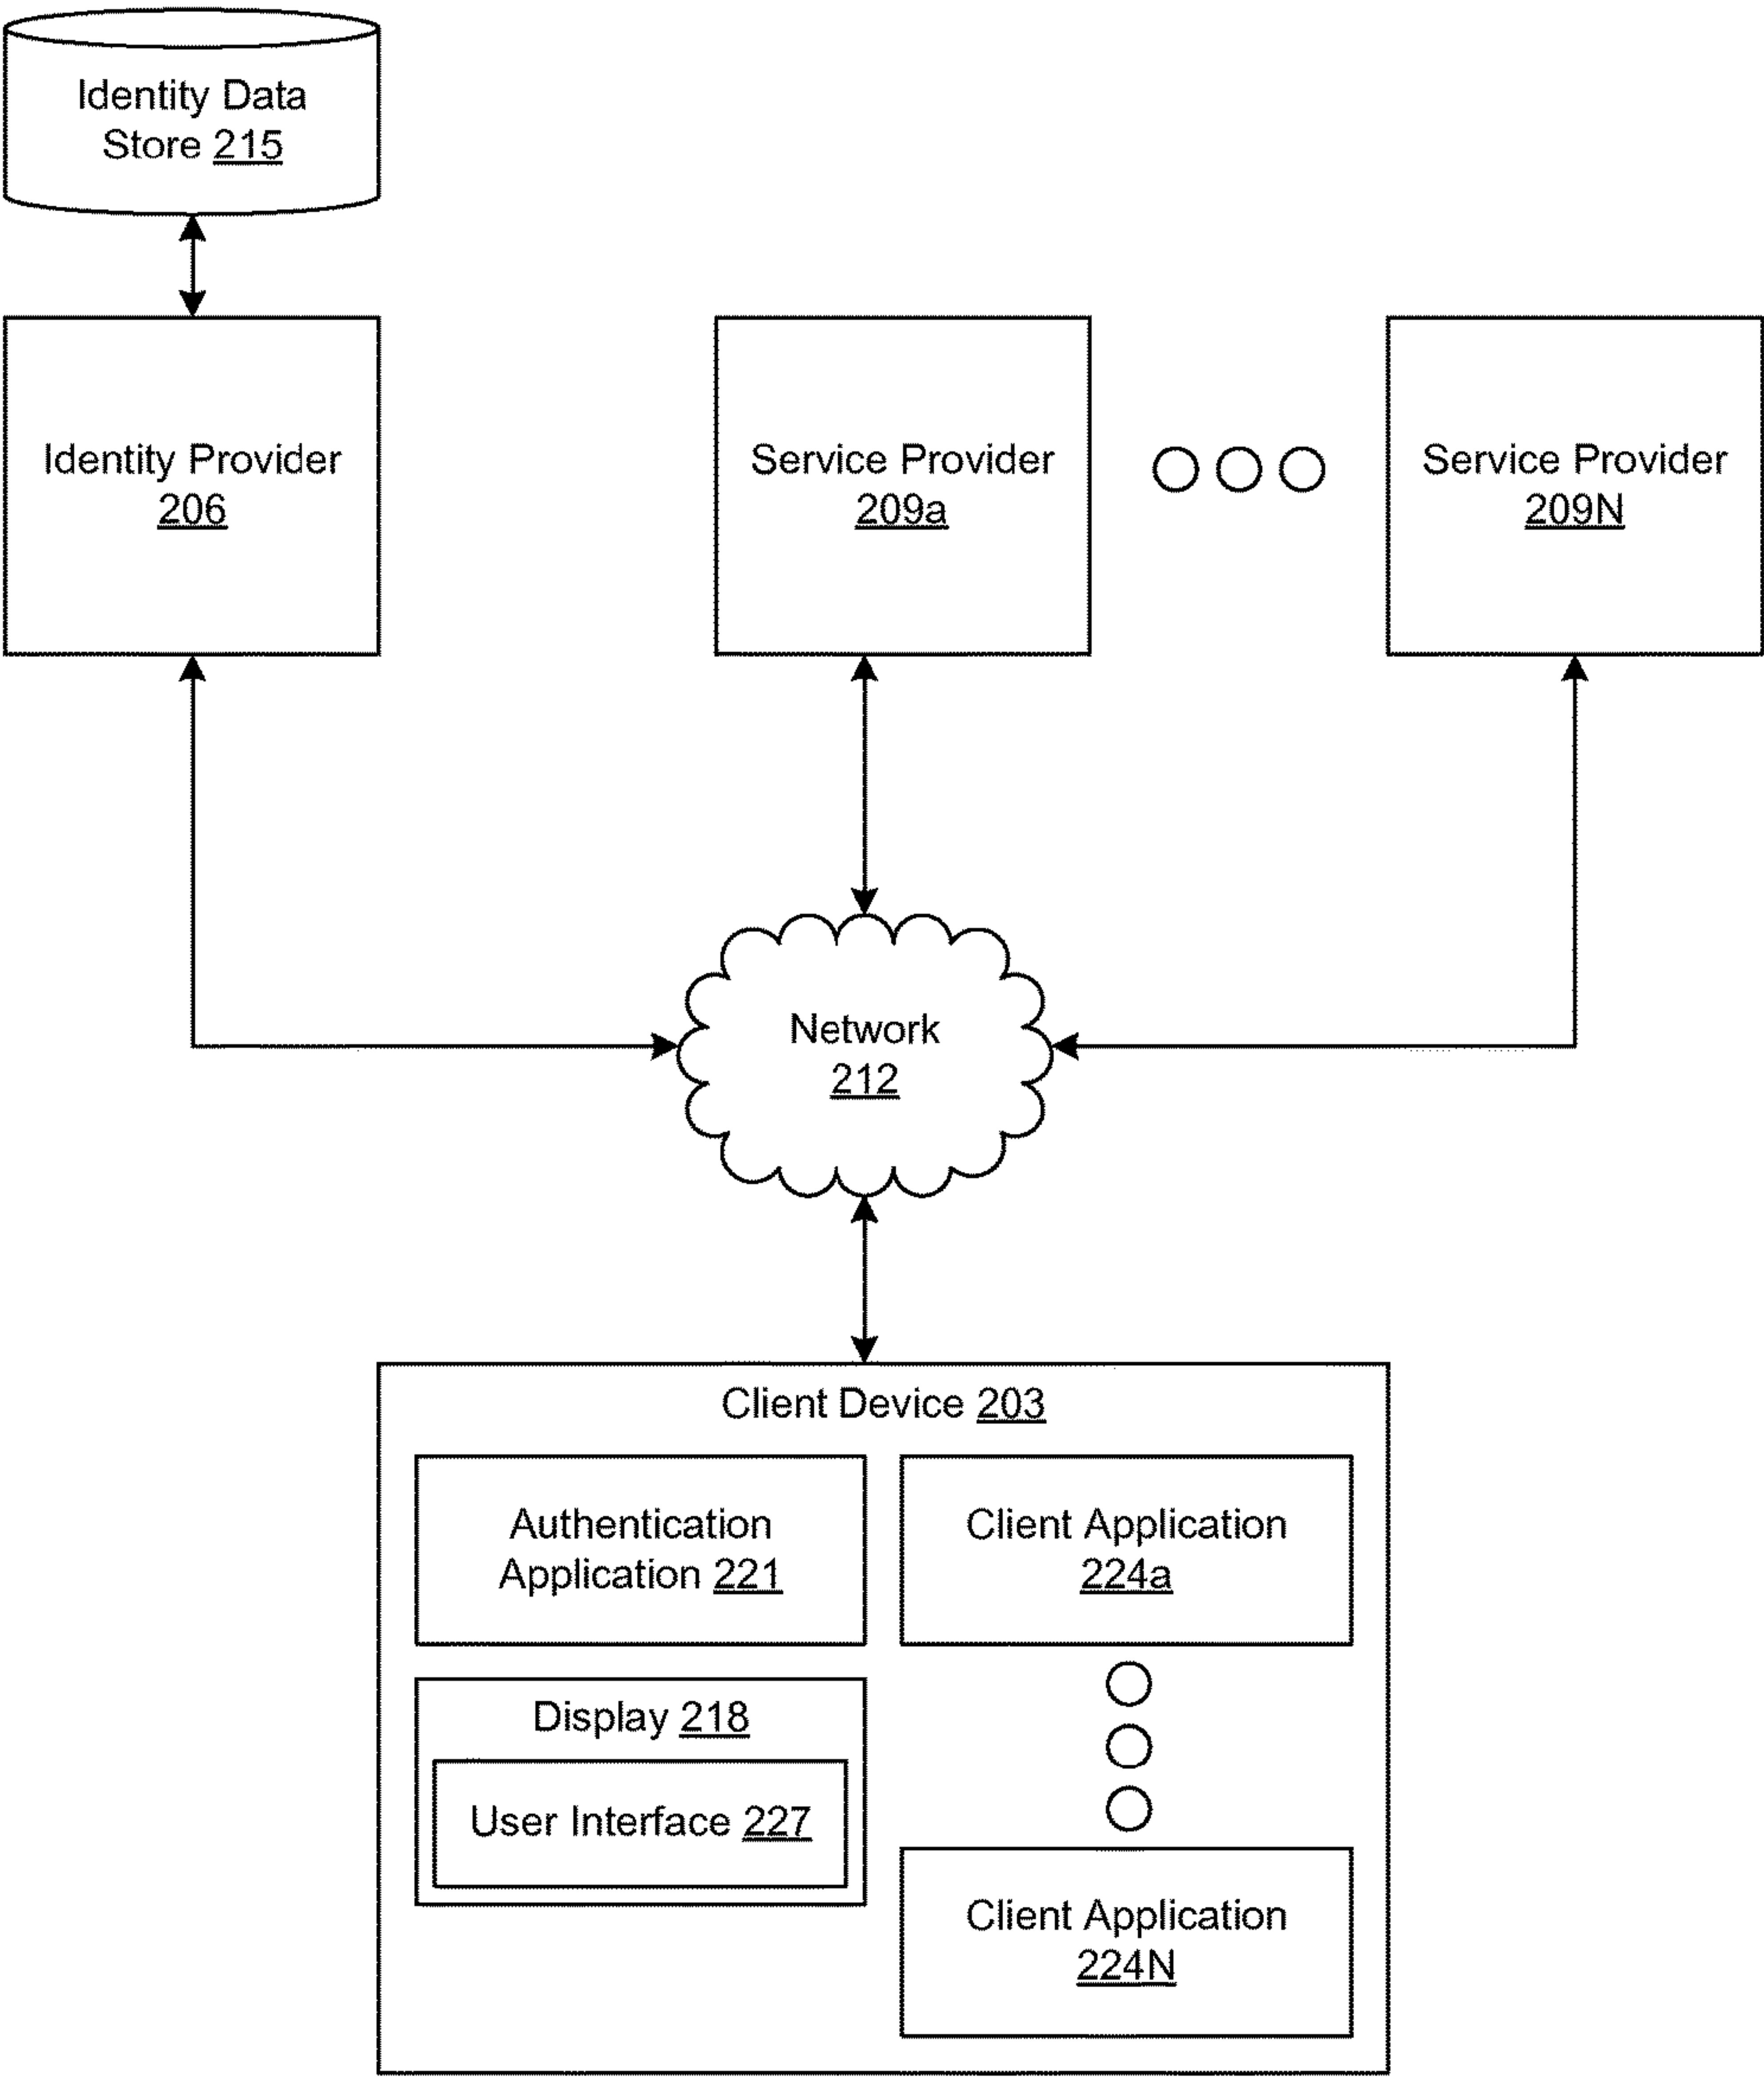 Identity Data
Store 215
Identity Provider
206
Service Provider
209a
Service Provider
209N
Network
212
Client Device 203
Authentication
Application 221
Client Application
224a
Display 218
User Interface 227
Client Application
224N